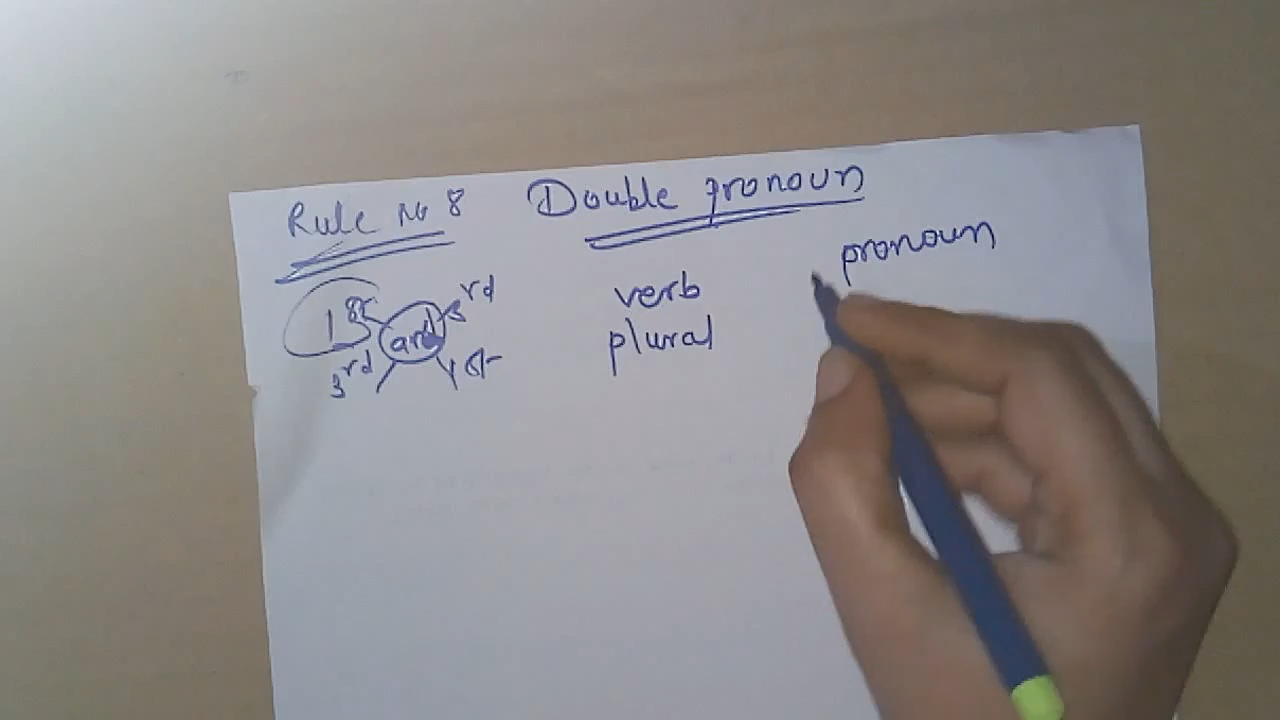 Rule No 8 Double pronoun
pronoun
1st and 3rd verb
3rd 1st plural